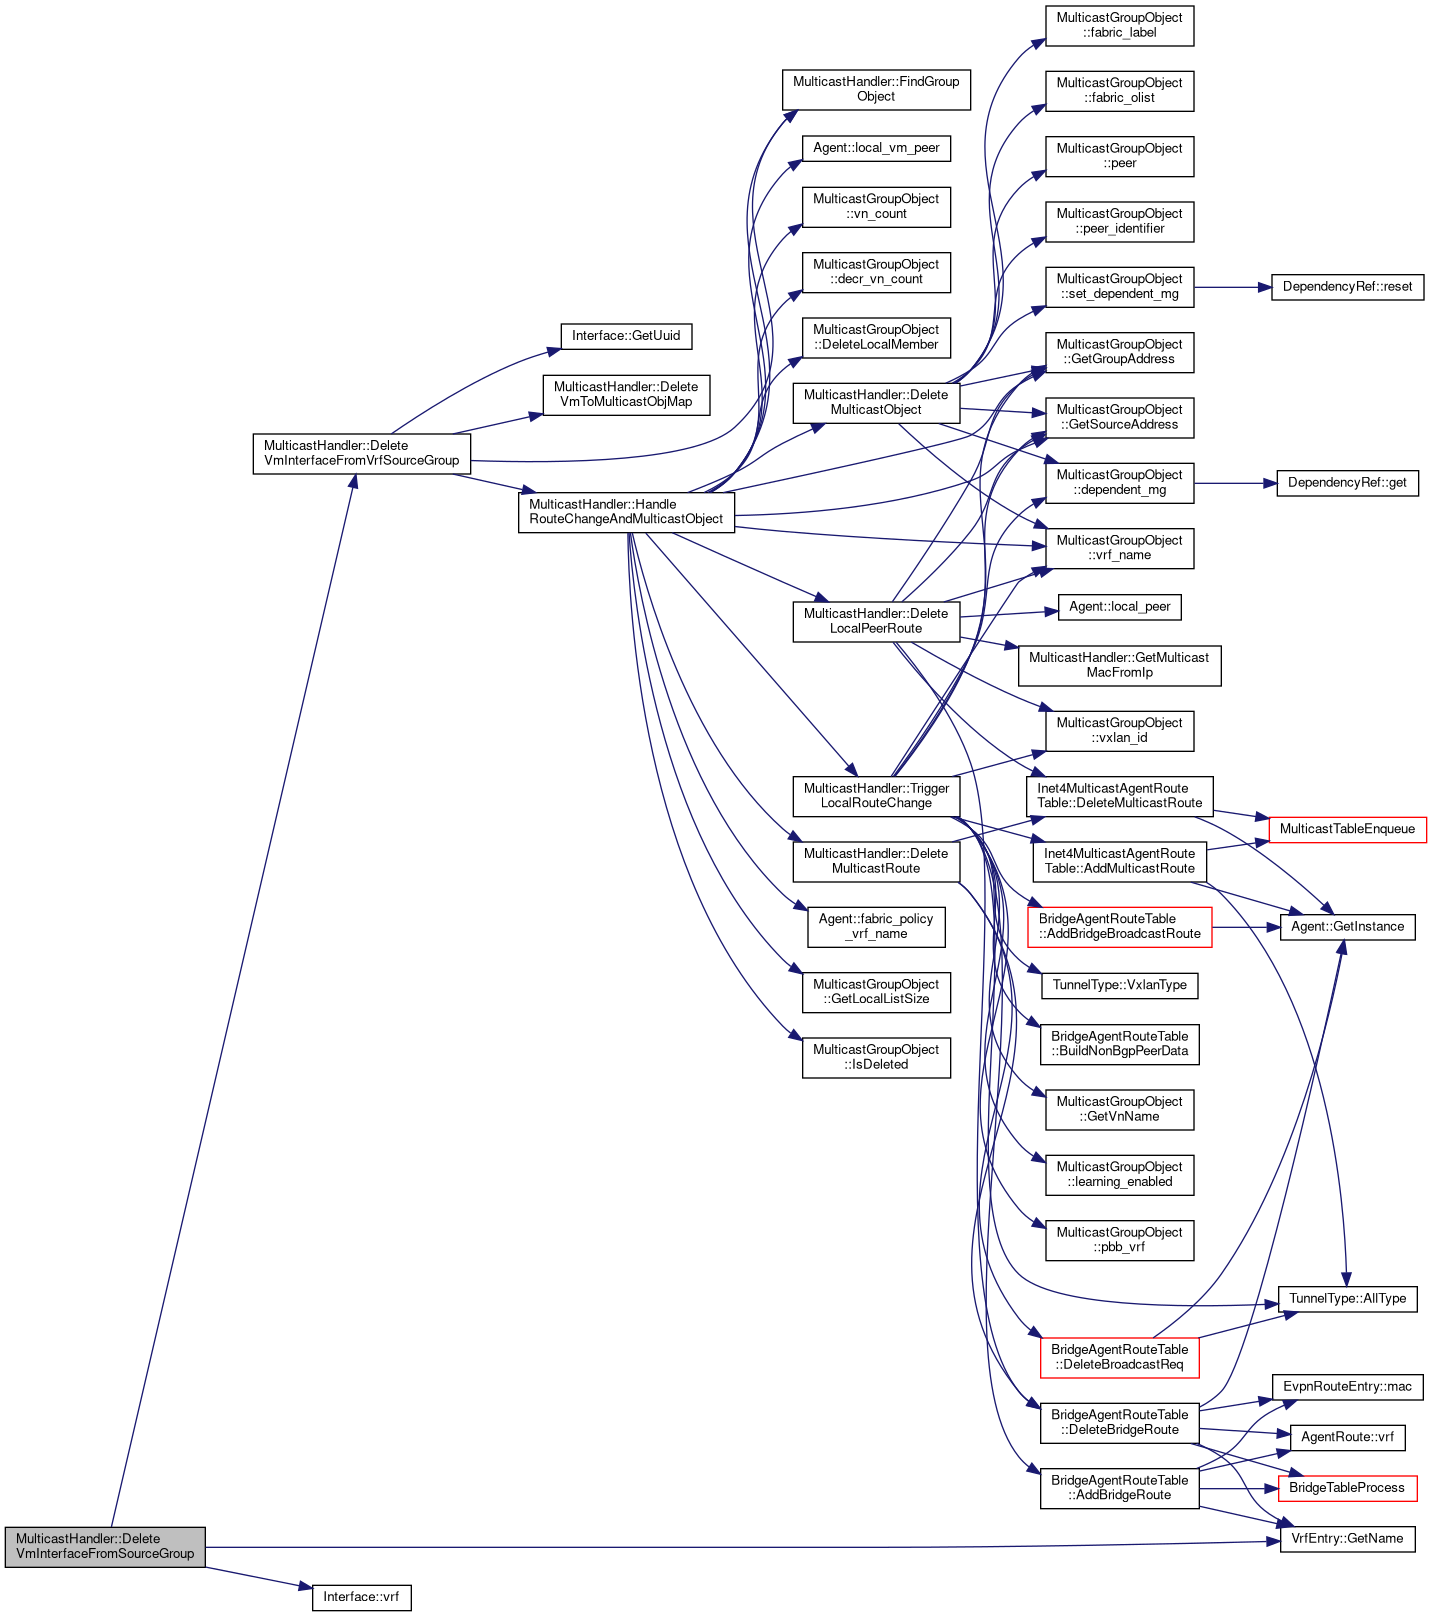 MulticastHandler::Delete
VmInterfaceFromSourceGroup
MulticastHandler::Delete
VmInterfaceFromVrfSourceGroup
Interface::vrf
Interface::GetUuid
MulticastHandler::Delete
VmToMulticastObjMap
MulticastHandler::Handle
RouteChangeAndMulticastObject
MulticastHandler::FindGroup
Object
Agent::local_vm_peer
MulticastGroupObject
::vn_count
MulticastGroupObject
::decr_vn_count
MulticastGroupObject
::DeleteLocalMember
MulticastHandler::Delete
MulticastObject
MulticastHandler::Delete
LocalPeerRoute
MulticastHandler::Trigger
LocalRouteChange
MulticastHandler::Delete
MulticastRoute
Agent::fabric_policy
_vrf_name
MulticastGroupObject
::GetLocalListSize
MulticastGroupObject
::IsDeleted
MulticastGroupObject
::fabric_label
MulticastGroupObject
::fabric_olist
MulticastGroupObject
::peer
MulticastGroupObject
::peer_identifier
MulticastGroupObject
::set_dependent_mg
MulticastGroupObject
::GetGroupAddress
MulticastGroupObject
::GetSourceAddress
MulticastGroupObject
::dependent_mg
MulticastGroupObject
::vrf_name
Agent::local_peer
MulticastHandler::GetMulticast
MacFromIp
MulticastGroupObject
::vxlan_id
Inet4MulticastAgentRoute
Table::DeleteMulticastRoute
Inet4MulticastAgentRoute
Table::AddMulticastRoute
BridgeAgentRouteTable
::AddBridgeBroadcastRoute
TunnelType::VxlanType
BridgeAgentRouteTable
::BuildNonBgpPeerData
MulticastGroupObject
::GetVnName
MulticastGroupObject
::learning_enabled
MulticastGroupObject
::pbb_vrf
BridgeAgentRouteTable
::DeleteBroadcastReq
BridgeAgentRouteTable
::DeleteBridgeRoute
BridgeAgentRouteTable
::AddBridgeRoute
DependencyRef::reset
DependencyRef::get
MulticastTableEnqueue
Agent::GetInstance
TunnelType::AllType
EvpnRouteEntry::mac
AgentRoute::vrf
BridgeTableProcess
VrfEntry::GetName